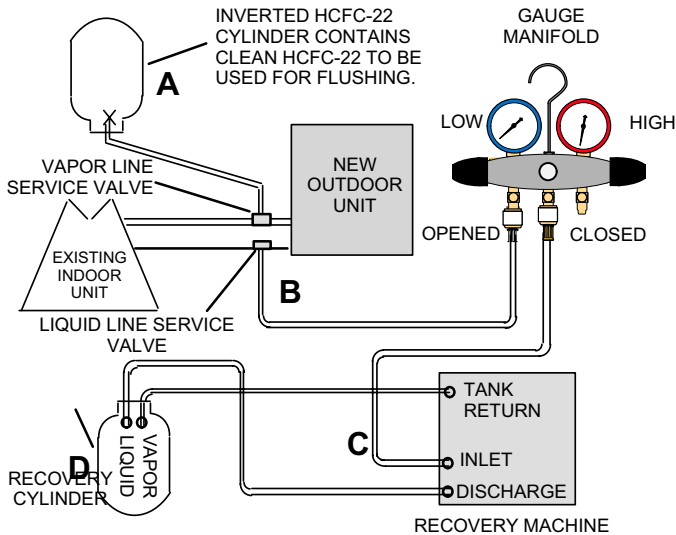 INVERTED HCFC-22
CYLINDER CONTAINS
CLEAN HCFC-22 TO BE
USED FOR FLUSHING.
A
GAUGE
MANIFOLD
LOW
HIGH
VAPOR LINE
SERVICE VALVE
NEW
OUTDOOR
UNIT
OPENED
CLOSED
EXISTING
INDOOR
UNIT
B
LIQUID LINE SERVICE
VALVE
TANK
RETURN
C
INLET
DISCHARGE
RECOVERY MACHINE
D
LIQUID
VAPOR
RECOVERY
CYLINDER